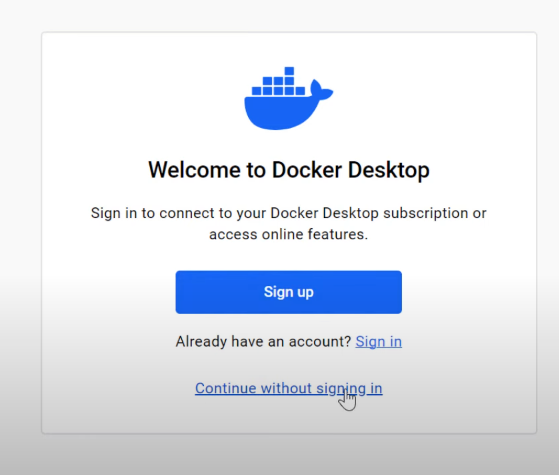 Welcome to Docker Desktop
Sign in to connect to your Docker Desktop subscription or
access online features.
Sign up
Already have an account? Sign in
Continue without signing in